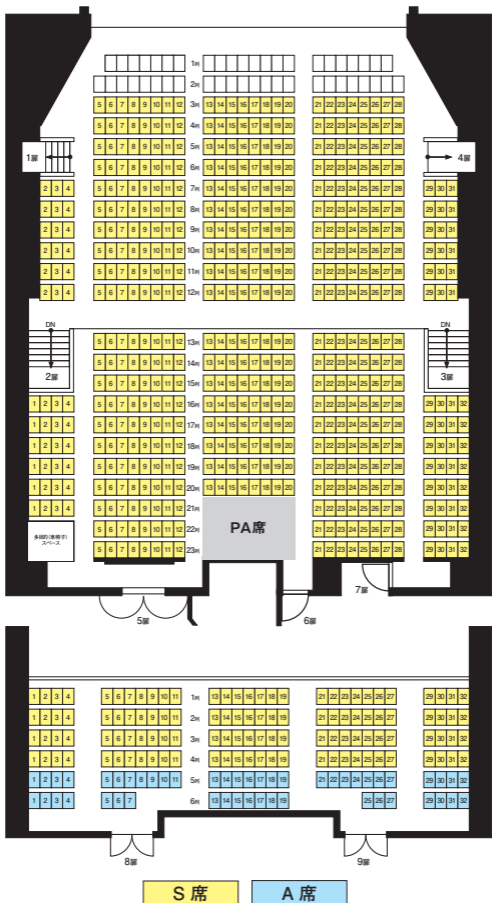 1列
2列
5 6 7 8 9 10 11 12 3列 13 14 15 16 17 18 19 20 21 22 23 24 25 26 27 28
5 6 7 8 9 10 11 12 4列 13 14 15 16 17 18 19 20 21 22 23 24 25 26 27 28
5 6 7 8 9 10 11 12 5列 13 14 15 16 17 18 19 20 21 22 23 24 25 26 27 28
1扉 4扉
5 6 7 8 9 10 11 12 6列 13 14 15 16 17 18 19 20 21 22 23 24 25 26 27 28
2 3 4 5 6 7 8 9 10 11 12 7列 13 14 15 16 17 18 19 20 21 22 23 24 25 26 27 28 29 30 31
2 3 4 5 6 7 8 9 10 11 12 8列 13 14 15 16 17 18 19 20 21 22 23 24 25 26 27 28 29 30 31
2 3 4 5 6 7 8 9 10 11 12 9列 13 14 15 16 17 18 19 20 21 22 23 24 25 26 27 28 29 30 31
2 3 4 5 6 7 8 9 10 11 12 10列 13 14 15 16 17 18 19 20 21 22 23 24 25 26 27 28 29 30 31
2 3 4 5 6 7 8 9 10 11 12 11列 13 14 15 16 17 18 19 20 21 22 23 24 25 26 27 28 29 30 31
2 3 4 5 6 7 8 9 10 11 12 12列 13 14 15 16 17 18 19 20 21 22 23 24 25 26 27 28 29 30 31
DN DN
5 6 7 8 9 10 11 12 13列 13 14 15 16 17 18 19 20 21 22 23 24 25 26 27 28
5 6 7 8 9 10 11 12 14列 13 14 15 16 17 18 19 20 21 22 23 24 25 26 27 28
2扉 3扉
5 6 7 8 9 10 11 12 15列 13 14 15 16 17 18 19 20 21 22 23 24 25 26 27 28
1 2 3 4 5 6 7 8 9 10 11 12 16列 13 14 15 16 17 18 19 20 21 22 23 24 25 26 27 28 29 30 31 32
1 2 3 4 5 6 7 8 9 10 11 12 17列 13 14 15 16 17 18 19 20 21 22 23 24 25 26 27 28 29 30 31 32
1 2 3 4 5 6 7 8 9 10 11 12 18列 13 14 15 16 17 18 19 20 21 22 23 24 25 26 27 28 29 30 31 32
1 2 3 4 5 6 7 8 9 10 11 12 19列 13 14 15 16 17 18 19 20 21 22 23 24 25 26 27 28 29 30 31 32
1 2 3 4 5 6 7 8 9 10 11 12 20列 13 14 15 16 17 18 19 20 21 22 23 24 25 26 27 28 29 30 31 32
1 2 3 4 5 6 7 8 9 10 11 12 21列 21 22 23 24 25 26 27 28 29 30 31 32
5 6 7 8 9 10 11 12 22列 21 22 23 24 25 26 27 28 29 30 31 32
5 6 7 8 9 10 11 12 23列 21 22 23 24 25 26 27 28 29 30 31 32
PA席
多目的(車椅子)
スペース
5扉 6扉 7扉
1 2 3 4 5 6 7 8 9 10 11 1列 13 14 15 16 17 18 19 21 22 23 24 25 26 27 29 30 31 32
1 2 3 4 5 6 7 8 9 10 11 2列 13 14 15 16 17 18 19 21 22 23 24 25 26 27 29 30 31 32
1 2 3 4 5 6 7 8 9 10 11 3列 13 14 15 16 17 18 19 21 22 23 24 25 26 27 29 30 31 32
1 2 3 4 5 6 7 8 9 10 11 4列 13 14 15 16 17 18 19 21 22 23 24 25 26 27 29 30 31 32
1 2 3 4 5 6 7 8 9 10 11 5列 13 14 15 16 17 18 19 21 22 23 24 25 26 27 29 30 31 32
1 2 3 4 5 6 7 6列 13 14 15 16 17 18 19 25 26 27 29 30 31 32
8扉 9扉
S 席 A 席